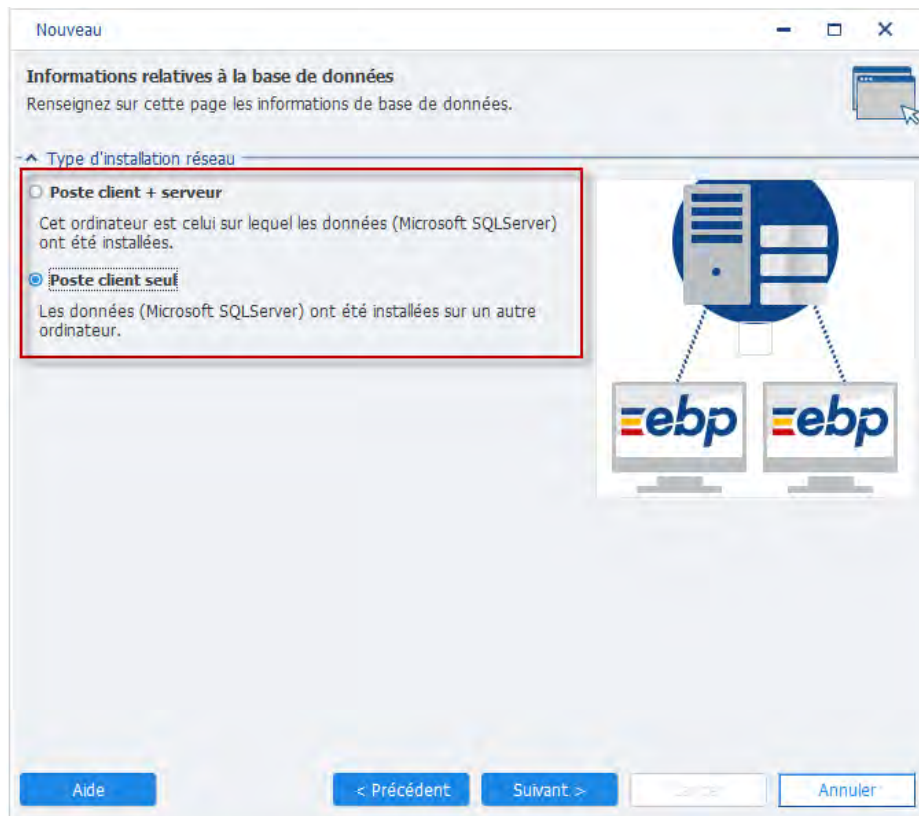 Nouveau
Informations relatives à la base de données
Renseignez sur cette page les informations de base de données.
Type d'installation réseau
Poste client + serveur
Cet ordinateur est celui sur lequel les données (Microsoft SQLServer)
ont été installées.
Poste client seul
Les données (Microsoft SQLServer) ont été installées sur un autre
ordinateur.
ebp
ebp
Aide
< Précédent
Suivant >
Annuler